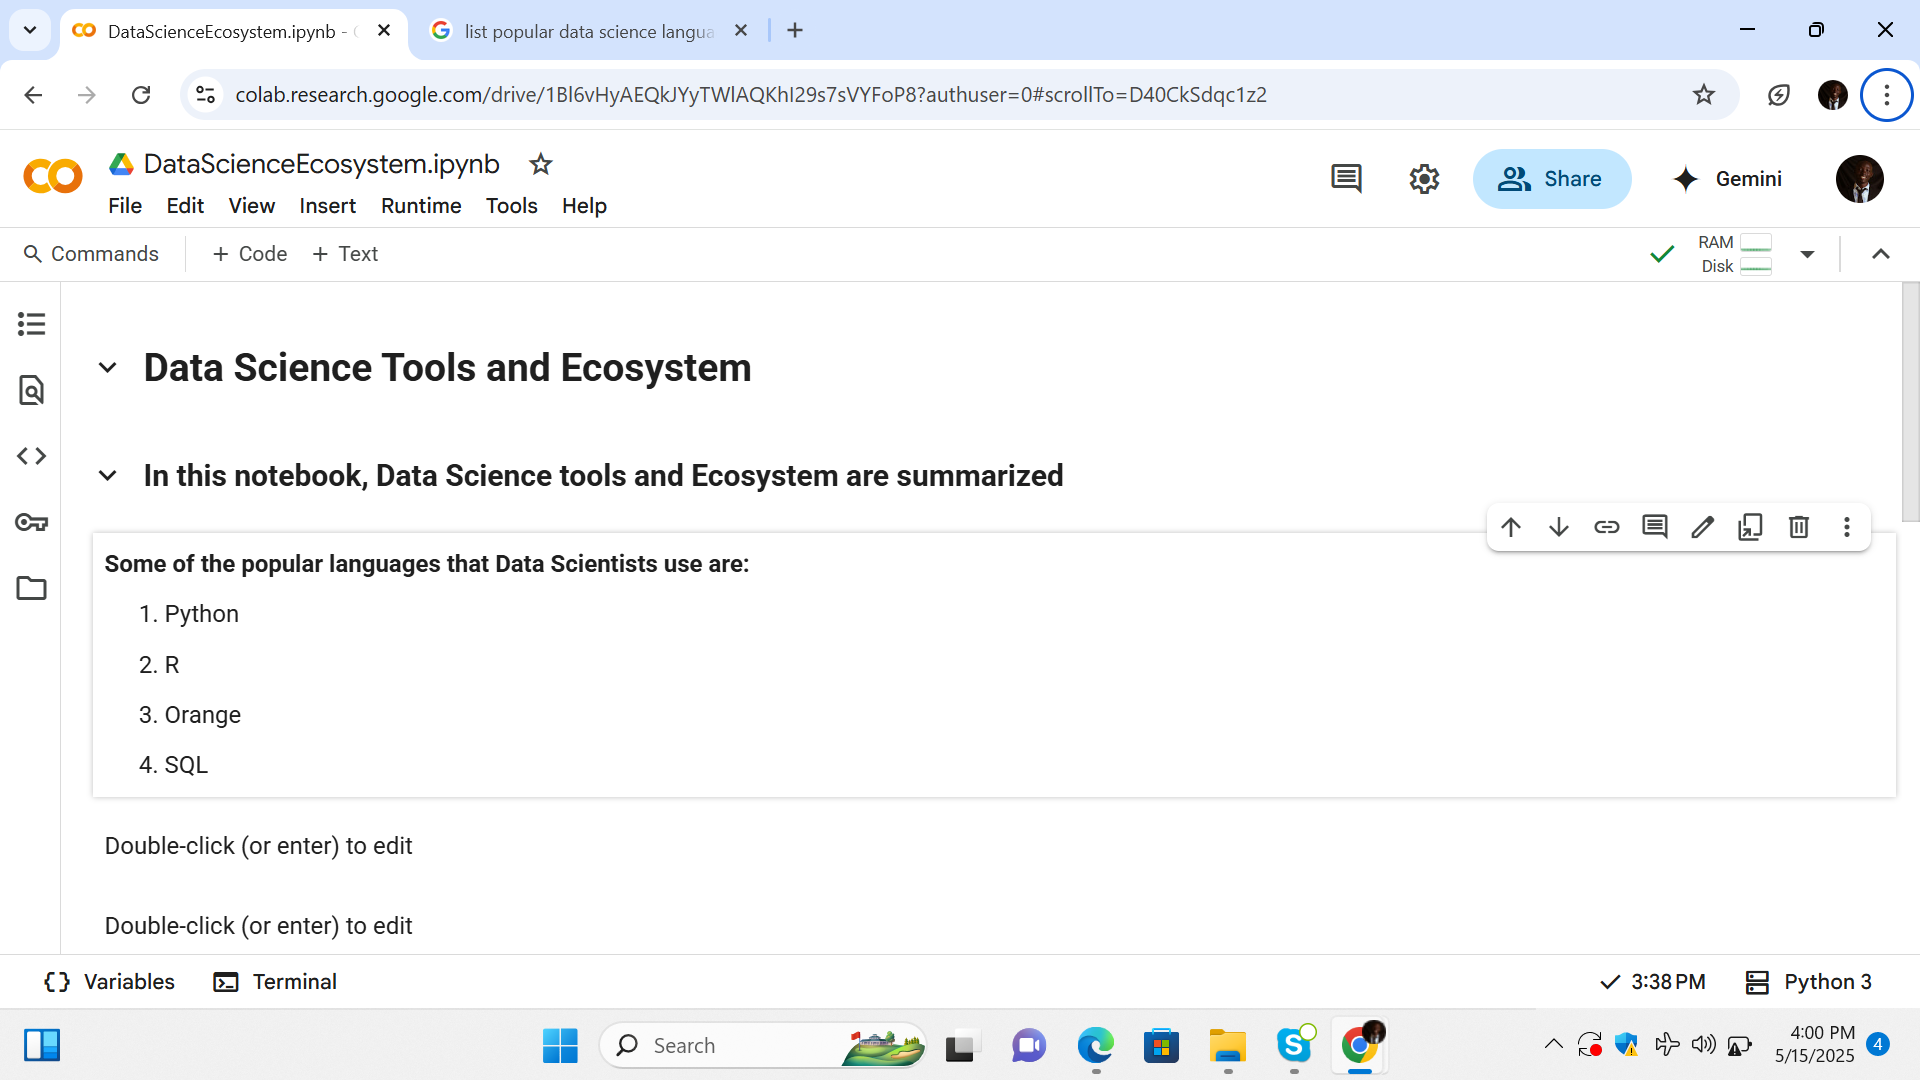 DataScienceEcosystem.ipynb -
list popular data science langua
colab.research.google.com/drive/1Bl6vHyAEQkJYyTWlAQKhI29s7sVYFoP8?authuser=0#scrollTo=D40CkSdqc1z2
DataScienceEcosystem.ipynb
File Edit View Insert Runtime Tools Help
Share
Gemini
Commands + Code + Text
RAM
Disk
Data Science Tools and Ecosystem
In this notebook, Data Science tools and Ecosystem are summarized
Some of the popular languages that Data Scientists use are:
1. Python
2. R
3. Orange
4. SQL
Double-click (or enter) to edit
Double-click (or enter) to edit
Variables Terminal
3:38 PM Python 3
Search
4:00 PM
5/15/2025
4